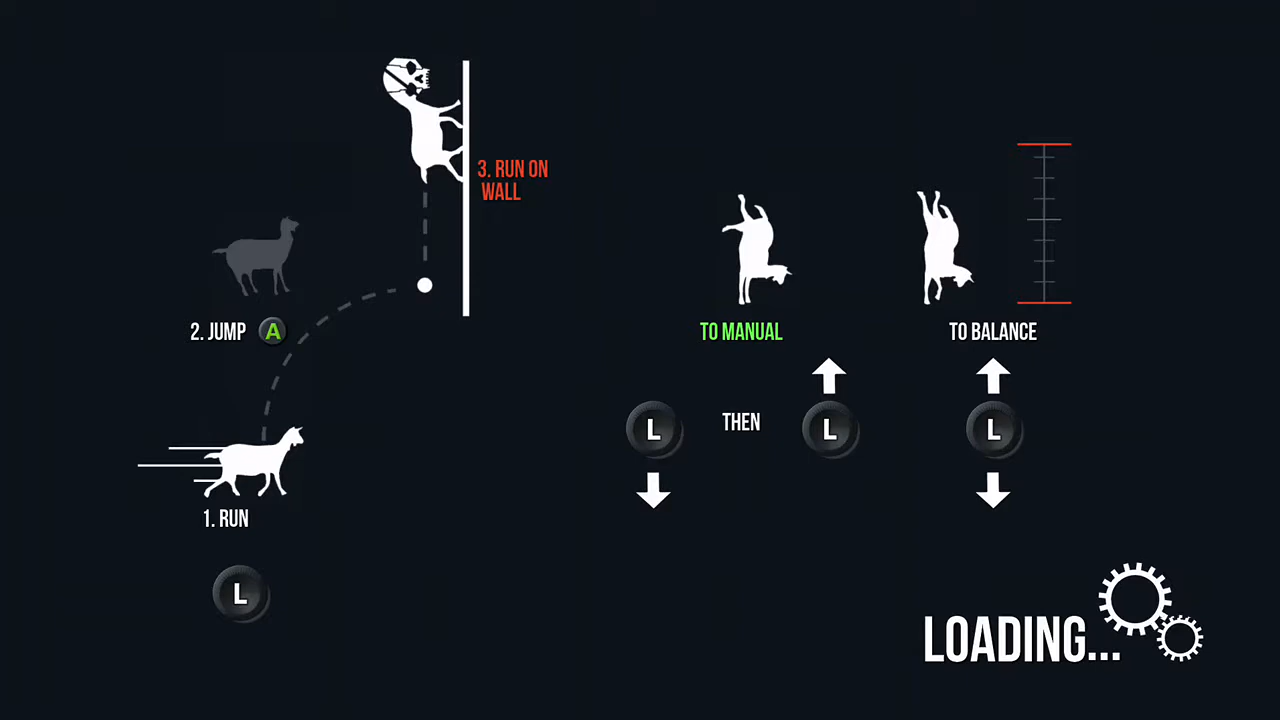 3. RUN ON
WALL
2. JUMP A
1. RUN
L
TO MANUAL
L THEN L
TO BALANCE
L
LOADING...